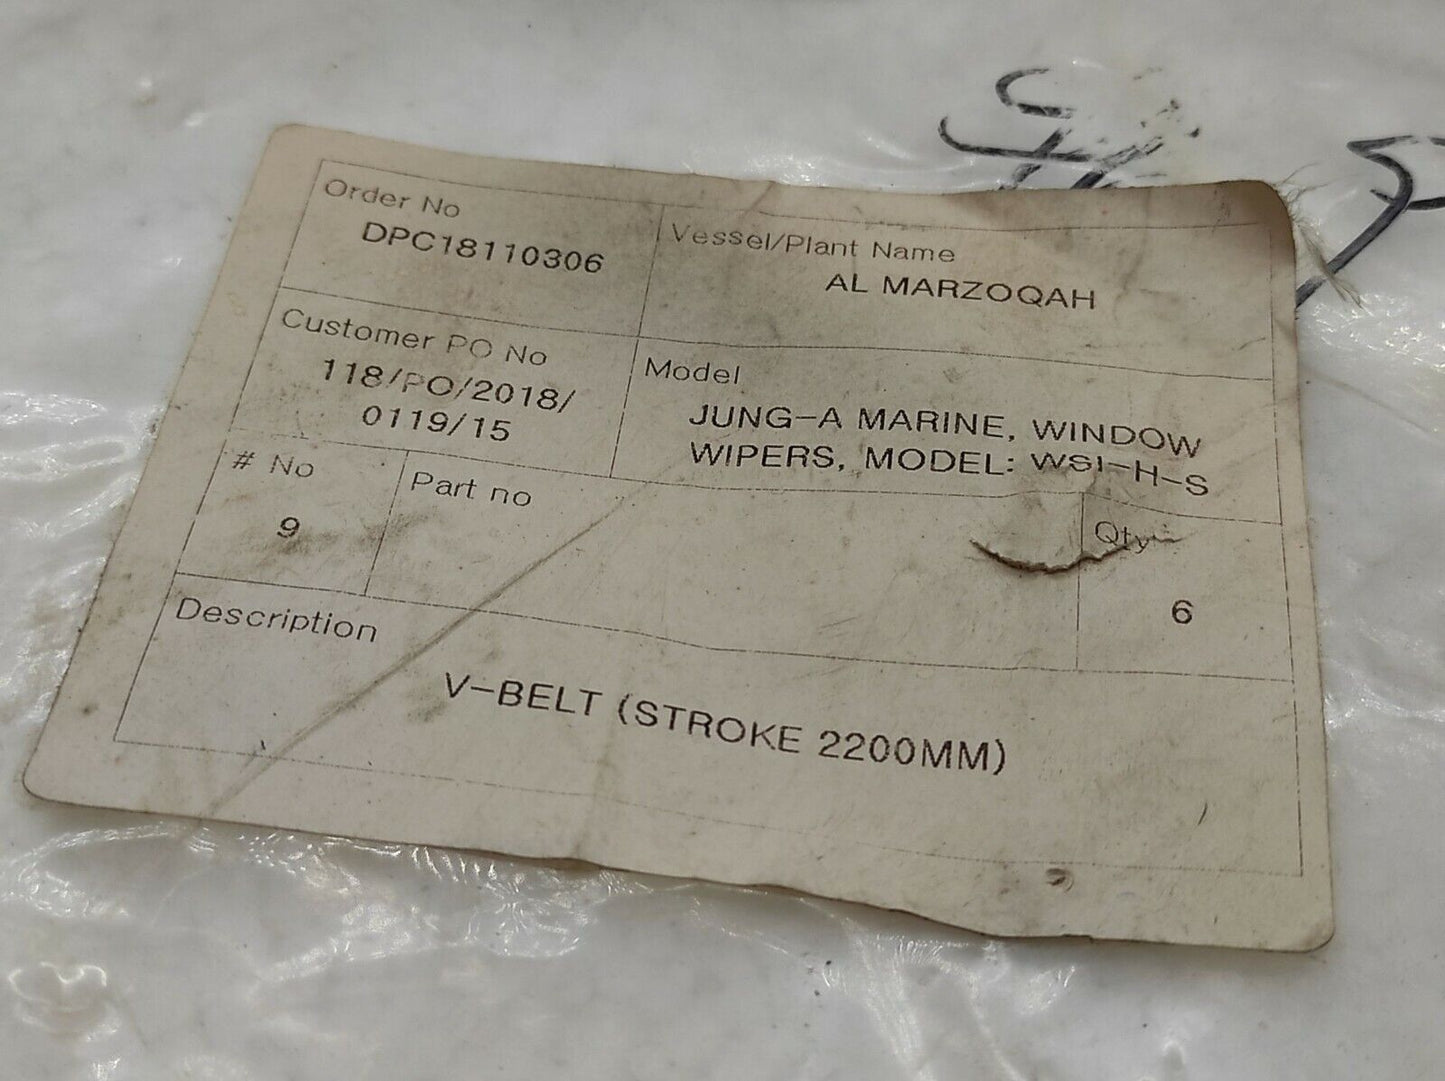 Order No
DPC18110306
Vessel/Plant Name
AL MARZOQAH
Customer PO No
118/PO/2018/
0119/15
Model
JUNG-A MARINE, WINDOW
WIPERS, MODEL: WSI-H-S
# No
9
Part no
Qty
6
Description
V-BELT (STROKE 2200MM)